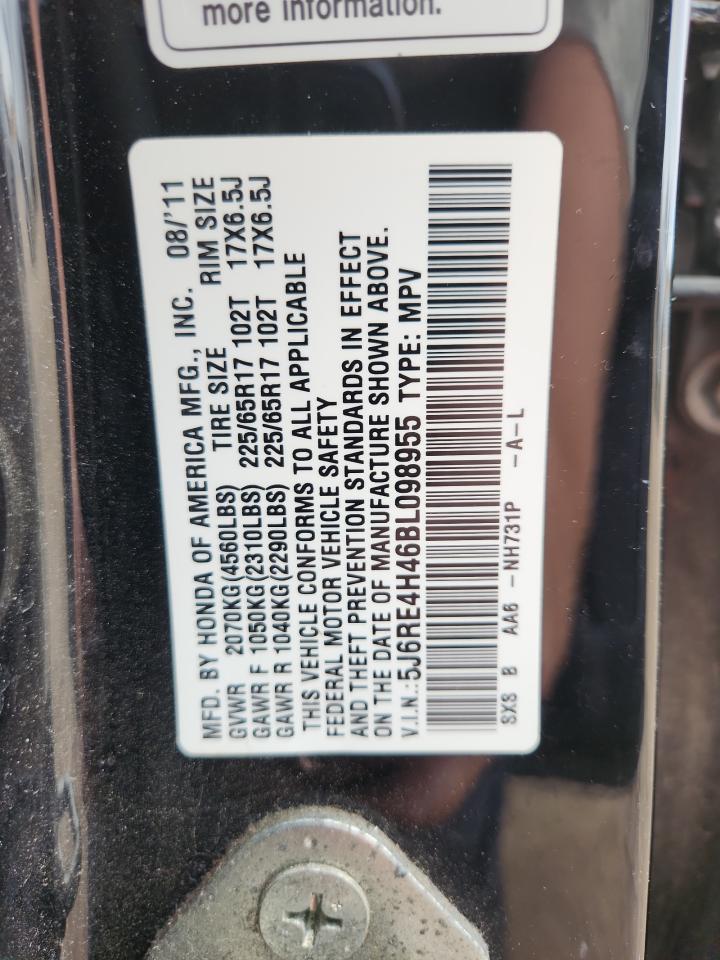 more information.
MFD. BY HONDA OF AMERICA MFG., INC. 08/'11
GVWR 2070KG(4560LBS) TIRE SIZE RIM SIZE
GAWR F 1050KG(2310LBS) 225/65R17 102T 17X6.5J
GAWR R 1040KG(2290LBS) 225/65R17 102T 17X6.5J
THIS VEHICLE CONFORMS TO ALL APPLICABLE
FEDERAL MOTOR VEHICLE SAFETY
AND THEFT PREVENTION STANDARDS IN EFFECT
ON THE DATE OF MANUFACTURE SHOWN ABOVE.
V.I.N.:5J6RE4H46BL098955 TYPE: MPV
SXS B AA6 -NH731P -A-L